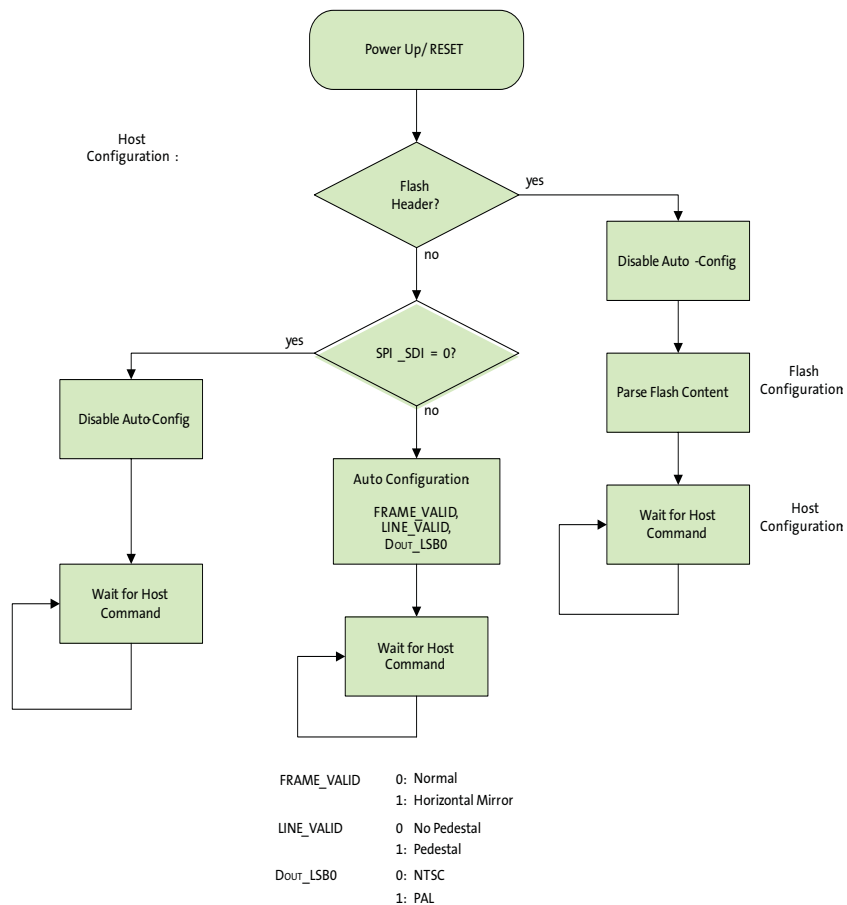 Power Up/ RESET
Host
Configuration :
Flash
Header?
yes
no
Disable Auto -Config
SPI _SDI = 0?
yes
no
Parse Flash Content
Flash
Configuration
Disable Auto-Config
Auto Configuration
FRAME_VALID,
LINE_VALID,
DOUT_LSB0
Wait for Host
Command
Host
Configuration
Wait for Host
Command
Wait for Host
Command
FRAME_VALID 0: Normal
1: Horizontal Mirror
LINE_VALID 0 No Pedestal
1: Pedestal
DOUT_LSB0 0: NTSC
1: PAL